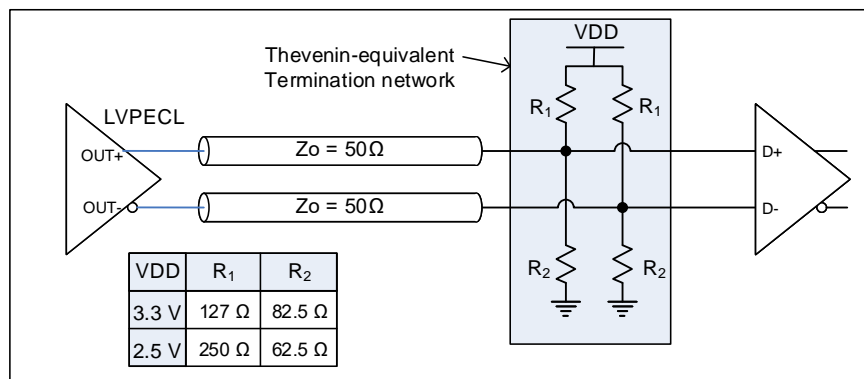 VDD
Thevenin-equivalent
Termination network
R1 R1
LVPECL
OUT+ Zo = 50Ω D+
OUT- Zo = 50Ω D-
R2 R2
VDD R1 R2
3.3 V 127 Ω 82.5 Ω
2.5 V 250 Ω 62.5 Ω